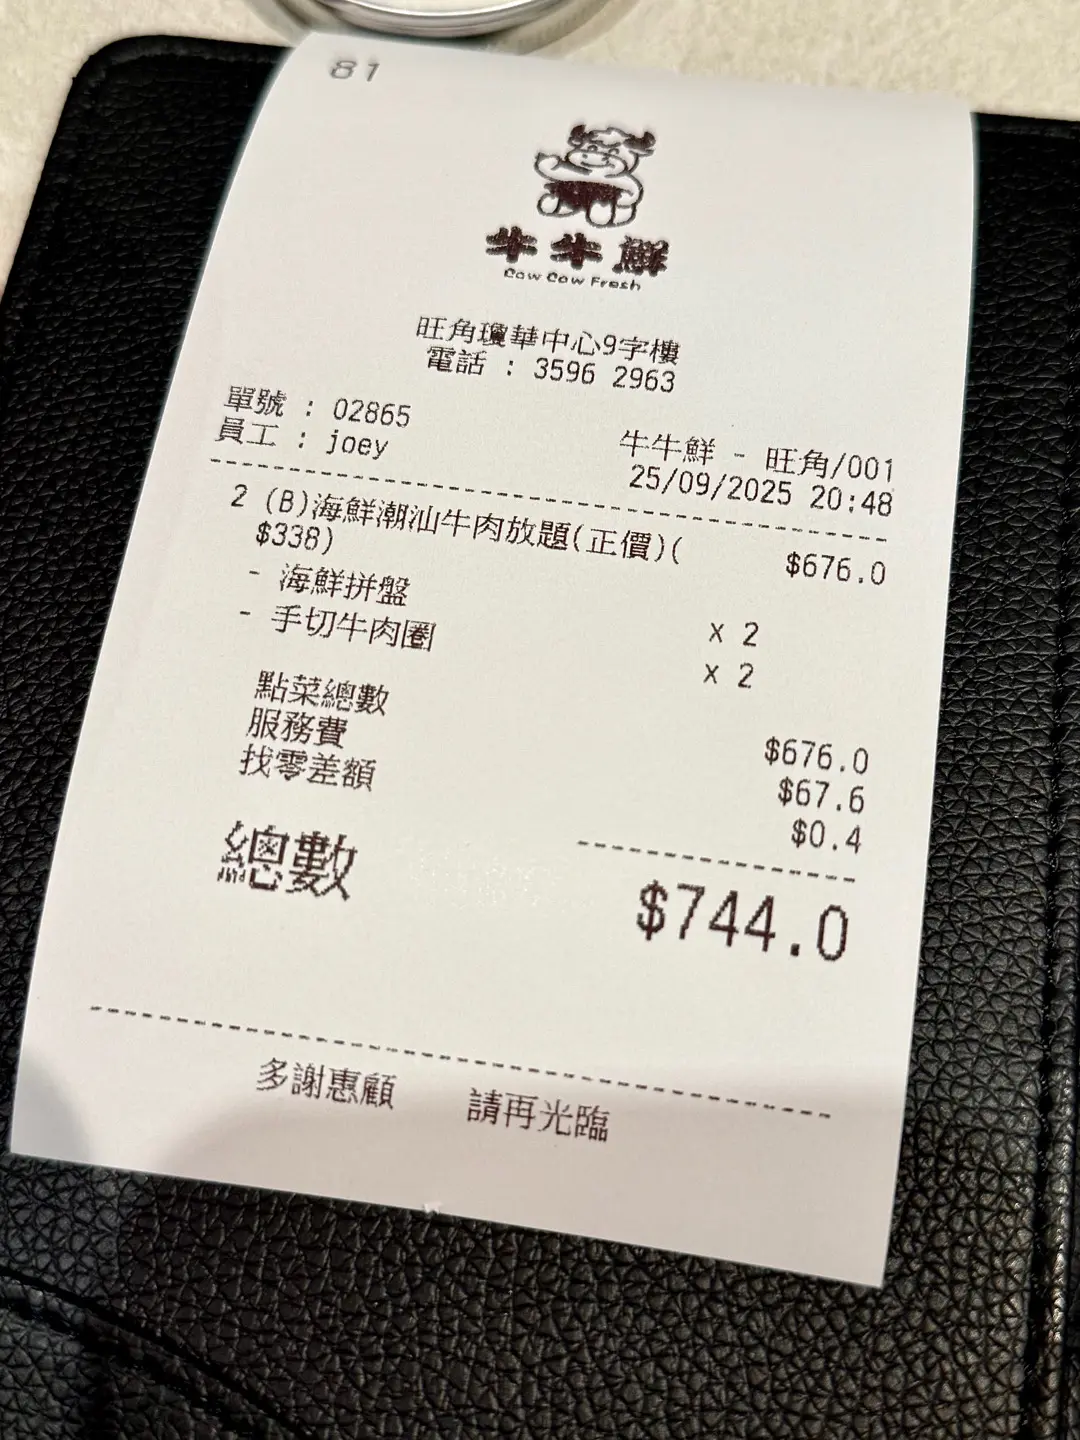 81
牛牛鮮
Cow Cow Fresh
旺角瓊華中心9字樓
電話 : 3596 2963
單號 : 02865
員工 : joey
牛牛鮮 - 旺角/001
25/09/2025 20:48
2 (B)海鮮潮汕牛肉放題(正價)( $676.0
$338)
- 海鮮拼盤 x 2
- 手切牛肉圈 x 2
點菜總數 $676.0
服務費 $67.6
找零差額 $0.4
總數 $744.0
多謝惠顧 請再光臨